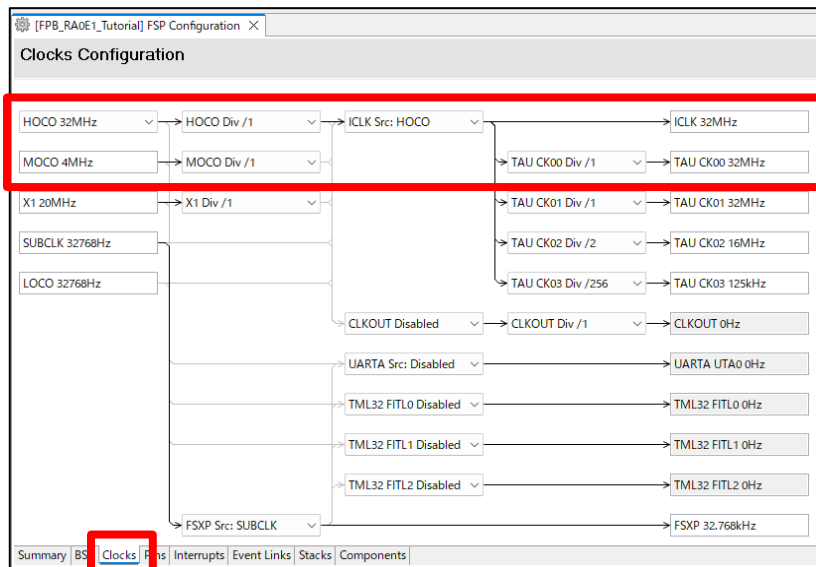 [FPB_RA0E1_Tutorial] FSP Configuration
Clocks Configuration
HOCO 32MHz HOCO Div /1 ICLK Src: HOCO ICLK 32MHz
MOCO 4MHz MOCO Div /1 TAU CK00 Div /1 TAU CK00 32MHz
X1 20MHz X1 Div /1 TAU CK01 Div /1 TAU CK01 32MHz
SUBCLK 32768Hz TAU CK02 Div /2 TAU CK02 16MHz
LOCO 32768Hz TAU CK03 Div /256 TAU CK03 125kHz
CLKOUT Disabled CLKOUT Div /1 CLKOUT 0Hz
UARTA Src: Disabled UARTA UTA0 0Hz
TML32 FITL0 Disabled TML32 FITL0 0Hz
TML32 FITL1 Disabled TML32 FITL1 0Hz
TML32 FITL2 Disabled TML32 FITL2 0Hz
FSXP Src: SUBCLK FSXP 32.768kHz
Summary Clocks Interrupts Event Links Stacks Components